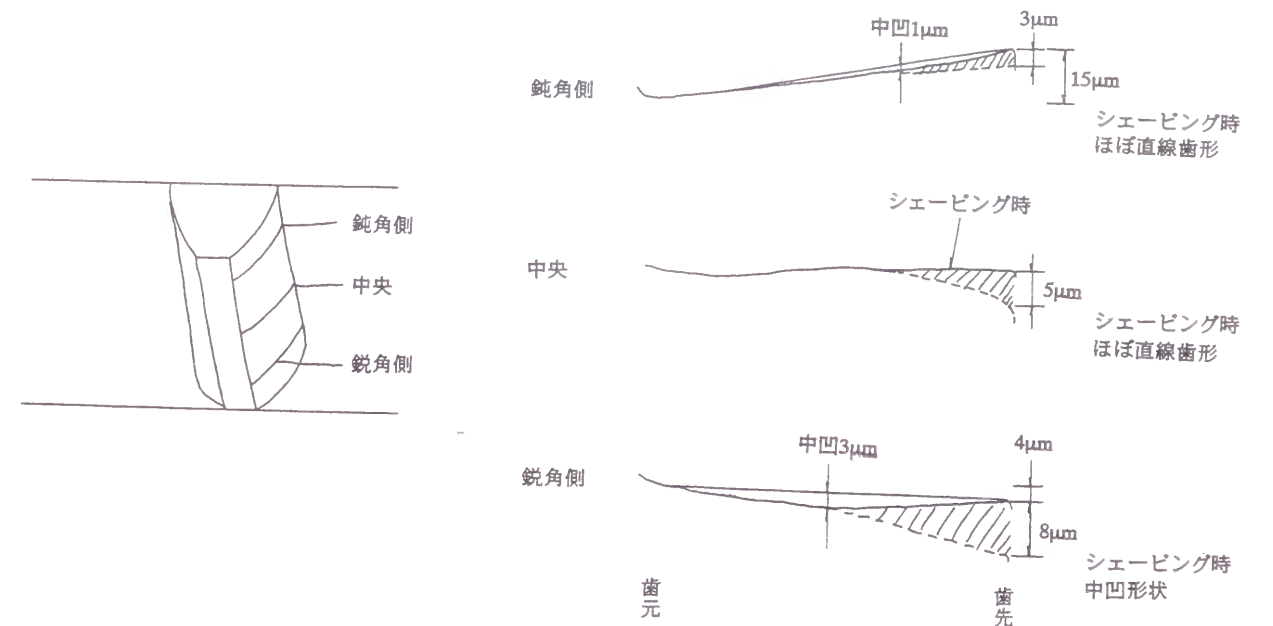 鈍角側
中央
鋭角側
鈍角側
中凹1μm
3μm
15μm
シェービング時
ほぼ直線歯形
中央
シェービング時
5μm
シェービング時
ほぼ直線歯形
鋭角側
中凹3μm
4μm
8μm
シェービング時
中凹形状
歯元
歯先